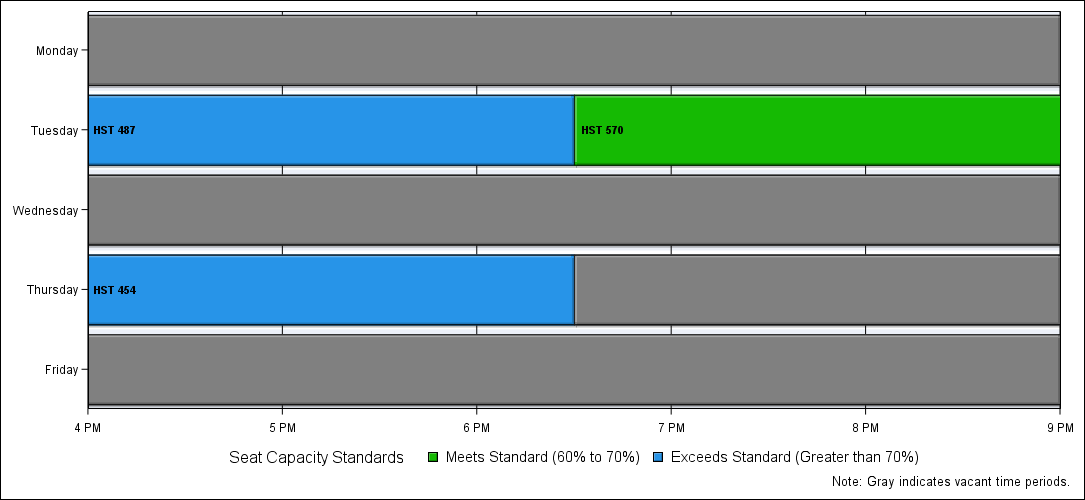 Monday
Tuesday
HST 487
HST 570
Wednesday
Thursday
HST 454
Friday
4 PM 5 PM 6 PM 7 PM 8 PM 9 PM
Seat Capacity Standards Meets Standard (60% to 70%) Exceeds Standard (Greater than 70%)
Note: Gray indicates vacant time periods.